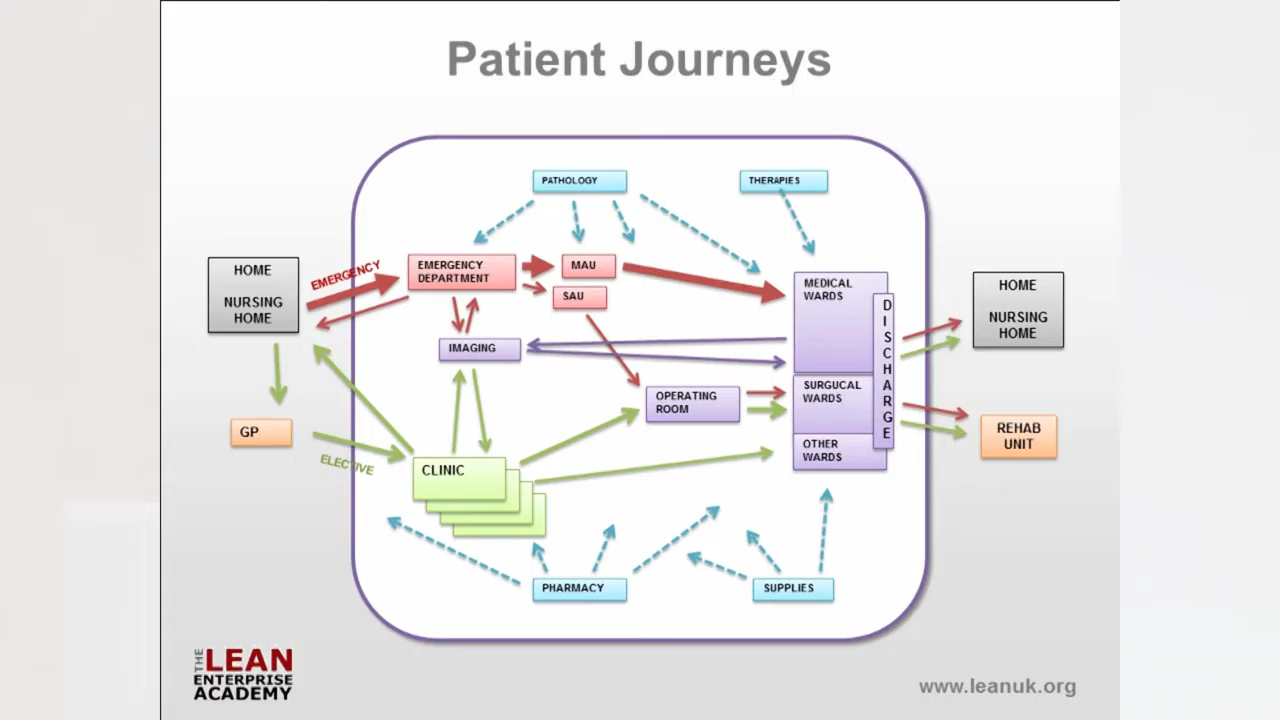 Patient Journeys
PATHOLOGY
THERAPIES
HOME
NURSING
HOME
EMERGENCY
EMERGENCY
DEPARTMENT
MAU
SAU
IMAGING
MEDICAL
WARDS
DISCHARGE
HOME
NURSING
HOME
OPERATING
ROOM
SURGUCAL
WARDS
OTHER
WARDS
GP
ELECTIVE
CLINIC
REHAB
UNIT
PHARMACY
SUPPLIES
THE
LEAN
ENTERPRISE
ACADEMY
www.leanuk.org